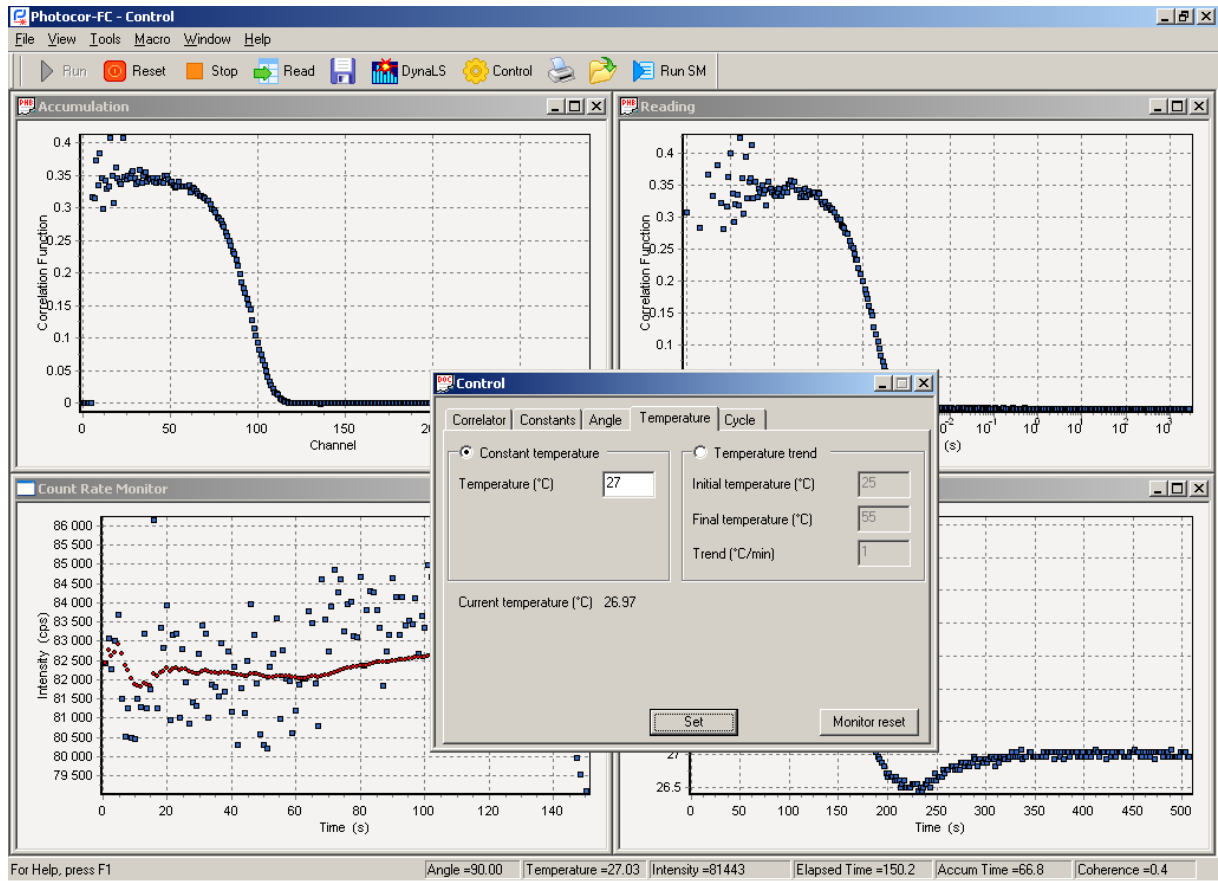 Photocor-FC - Control
File View Tools Macro Window Help
Run Reset Stop Read DynaLS Control Run SM
Accumulation
0.4
0.35
0.3
0.25
0.2
0.15
0.1
0.05
0
Correlation Function
0 50 100 150
Channel
Reading
0.4
0.35
0.3
0.25
0.2
0.15
0.1
Correlation Function
10-2 10-1 100 101 102 103
(s)
Count Rate Monitor
86 000
85 500
85 000
84 500
84 000
83 500
83 000
82 500
82 000
81 500
81 000
80 500
80 000
79 500
Intensity (cps)
0 20 40 60 80 100 120 140
Time (s)
Control
Correlator Constants Angle Temperature Cycle
Constant temperature
Temperature (°C) 27
Temperature trend
Initial temperature (°C) 25
Final temperature (°C) 55
Trend (°C/min) 1
Current temperature (°C) 26.97
Set Monitor reset
27
26.5
0 50 100 150 200 250 300 350 400 450 500
Time (s)
For Help, press F1 Angle =90.00 Temperature =27.03 Intensity =81443 Elapsed Time =150.2 Accum Time =66.8 Coherence =0.4